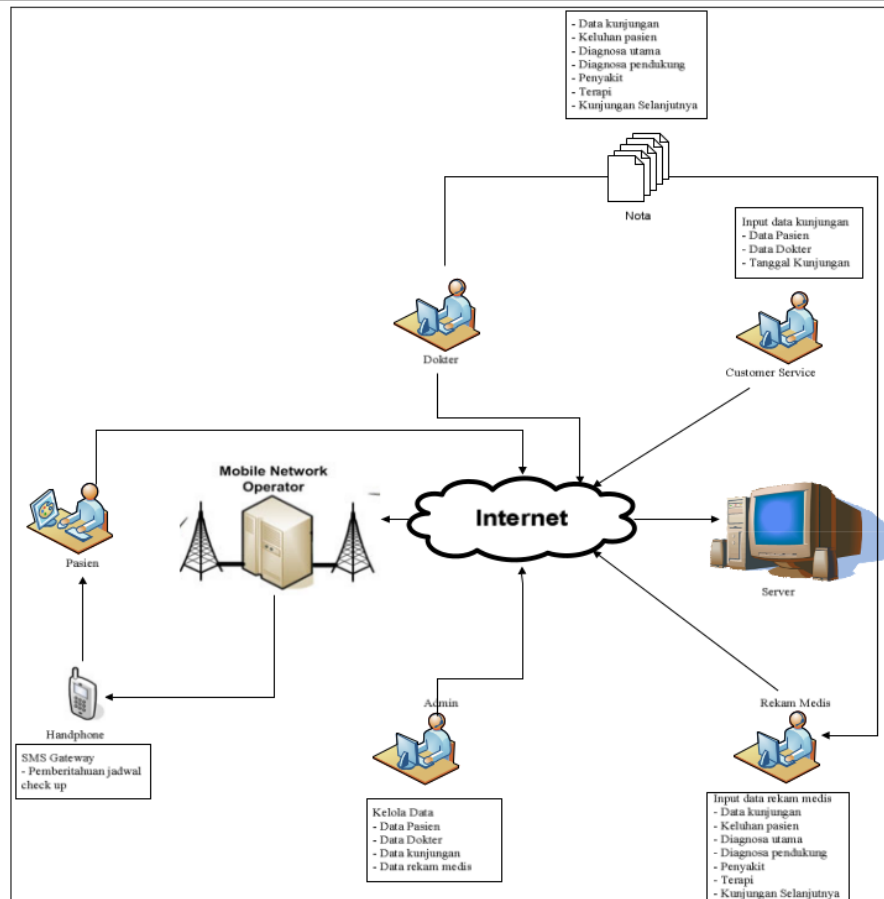 - Data kunjungan
- Keluhan pasien
- Diagnosa utama
- Diagnosa pendukung
- Penyakit
- Terapi
- Kunjungan Selanjutnya
Nota
Input data kunjungan
- Data Pasien
- Data Dokter
- Tanggal Kunjungan
Dokter
Customer Service
Mobile Network
Operator
Internet
Pasien
Server
Admin
Rekam Medis
Handphone
SMS Gateway
- Pemberitahuan jadwal
check up
Kelola Data
- Data Pasien
- Data Dokter
- Data kunjungan
- Data rekam medis
Input data rekam medis
- Data kunjungan
- Keluhan pasien
- Diagnosa utama
- Diagnosa pendukung
- Penyakit
- Terapi
- Kunjungan Selanjutnya